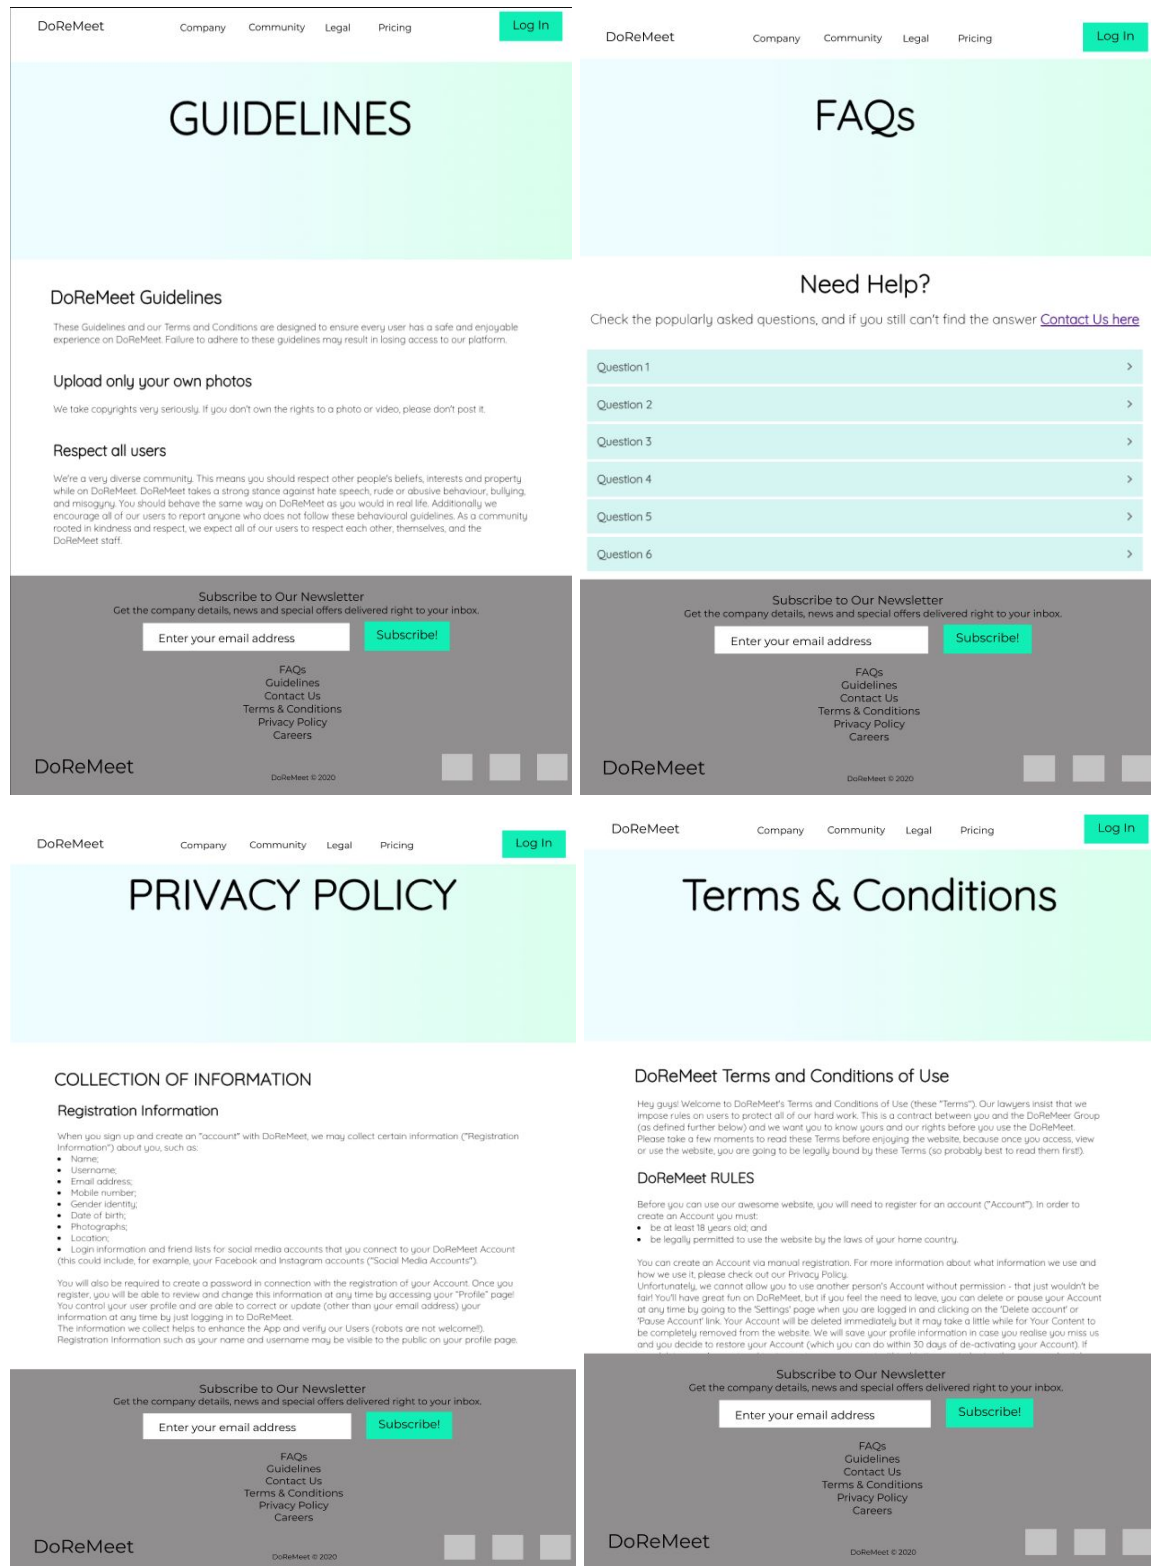 DoReMeet Company Community Legal Pricing Log In
GUIDELINES
DoReMeet Guidelines
These Guidelines and our Terms and Conditions are designed to ensure every user has a safe and enjoyable
experience on DoReMeet. Failure to adhere to these guidelines may result in losing access to our platform.
Upload only your own photos
We take copyrights very seriously. If you don't own the rights to a photo or video, please don't post it.
Respect all users
We're a very diverse community. This means you should respect other people's beliefs, interests and property
while on DoReMeet. DoReMeet takes a strong stance against hate speech, rude or abusive behaviour, bullying,
and misogyny. You should behave the same way on DoReMeet as you would in real life. Additionally we
encourage all of our users to report anyone who does not follow these behavioural guidelines. As a community
rooted in kindness and respect, we expect all of our users to respect each other, themselves, and the
DoReMeet staff.
Subscribe to Our Newsletter
Get the company details, news and special offers delivered right to your inbox.
Enter your email address Subscribe!
FAQs
Guidelines
Contact Us
Terms & Conditions
Privacy Policy
Careers
DoReMeet
DoReMeet © 2020
DoReMeet Company Community Legal Pricing Log In
FAQs
Need Help?
Check the popularly asked questions, and if you still can't find the answer Contact Us here
Question 1
Question 2
Question 3
Question 4
Question 5
Question 6
Subscribe to Our Newsletter
Get the company details, news and special offers delivered right to your inbox.
Enter your email address Subscribe!
FAQs
Guidelines
Contact Us
Terms & Conditions
Privacy Policy
Careers
DoReMeet
DoReMeet © 2020
DoReMeet Company Community Legal Pricing Log In
PRIVACY POLICY
COLLECTION OF INFORMATION
Registration Information
When you sign up and create an "account" with DoReMeet, we may collect certain information ("Registration
Information") about you, such as:
• Name;
• Username;
• Email address;
• Mobile number;
• Gender identity;
• Date of birth;
• Photographs;
• Location;
• Login information and friend lists for social media accounts that you connect to your DoReMeet Account
(this could include, for example, your Facebook and Instagram accounts ("Social Media Accounts").
You will also be required to create a password in connection with the registration of your Account. Once you
register, you will be able to review and change this information at any time by accessing your "Profile" page!
You control your user profile and are able to correct or update (other than your email address) your
information at any time by just logging in to DoReMeet.
The information we collect helps to enhance the App and verify our Users (robots are not welcome!!).
Registration Information such as your name and username may be visible to the public on your profile page.
Subscribe to Our Newsletter
Get the company details, news and special offers delivered right to your inbox.
Enter your email address Subscribe!
FAQs
Guidelines
Contact Us
Terms & Conditions
Privacy Policy
Careers
DoReMeet
DoReMeet © 2020
DoReMeet Company Community Legal Pricing Log In
Terms & Conditions
DoReMeet Terms and Conditions of Use
Hey guys! Welcome to DoReMeet's Terms and Conditions of Use (these "Terms"). Our lawyers insist that we
impose rules on users to protect all of our hard work. This is a contract between you and the DoReMeer Group
(as defined further below) and we want you to know yours and our rights before you use the DoReMeet.
Please take a few moments to read these Terms before enjoying the website, because once you access, view
or use the website, you are going to be legally bound by these Terms (so probably best to read them first!).
DoReMeet RULES
Before you can use our awesome website, you will need to register for an account ("Account"). In order to
create an Account you must:
• be at least 18 years old; and
• be legally permitted to use the website by the laws of your home country.
You can create an Account via manual registration. For more information about what information we use and
how we use it, please check out our Privacy Policy.
Unfortunately, we cannot allow you to use another person's Account without permission - that just wouldn't be
fair! You'll have great fun on DoReMeet, but if you feel the need to leave, you can delete or pause your Account
at any time by going to the 'Settings' page when you are logged in and clicking on the 'Delete account' or
'Pause Account' link. Your Account will be deleted immediately but it may take a little while for Your Content to
be completely removed from the website. We will save your profile information in case you realise you miss us
and you decide to restore your Account (which you can do within 30 days of de-activating your Account). If
Subscribe to Our Newsletter
Get the company details, news and special offers delivered right to your inbox.
Enter your email address Subscribe!
FAQs
Guidelines
Contact Us
Terms & Conditions
Privacy Policy
Careers
DoReMeet
DoReMeet © 2020